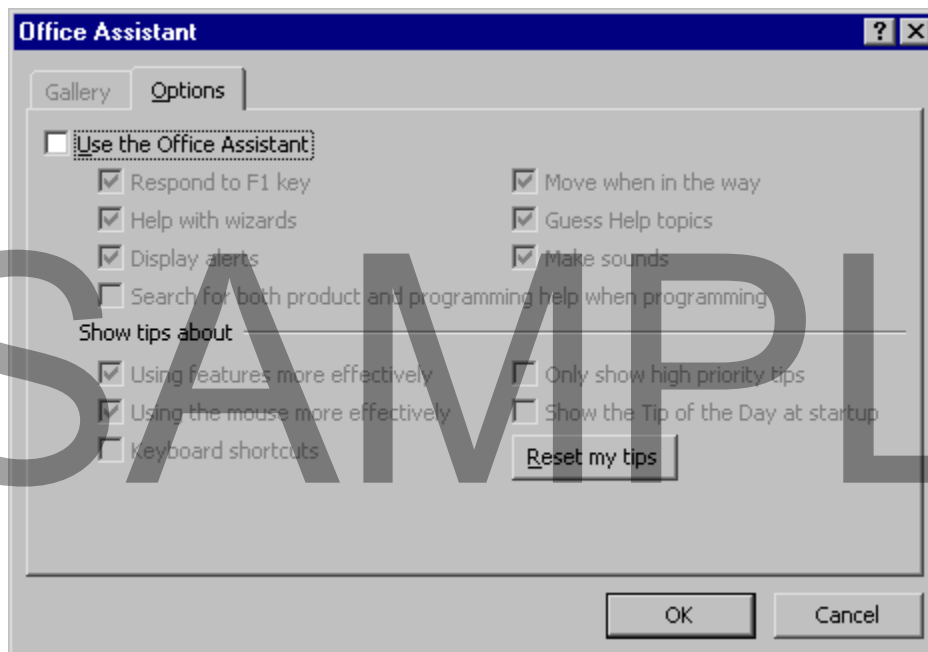 Office Assistant
Gallery Options
Use the Office Assistant
Respond to F1 key Move when in the way
Help with wizards Guess Help topics
Display alerts Make sounds
Search for both product and programming help when programming
Show tips about
Using features more effectively Only show high priority tips
Using the mouse more effectively Show the Tip of the Day at startup
Keyboard shortcuts Reset my tips
OK Cancel
SAMPL